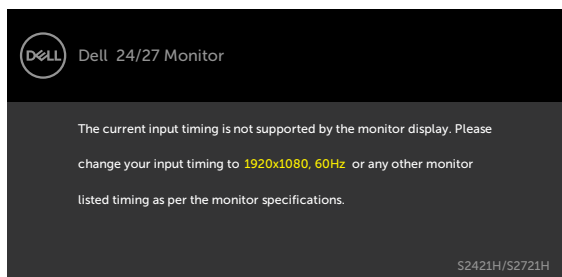 DELL
Dell 24/27 Monitor
The current input timing is not supported by the monitor display. Please
change your input timing to 1920x1080, 60Hz or any other monitor
listed timing as per the monitor specifications.
S2421H/S2721H